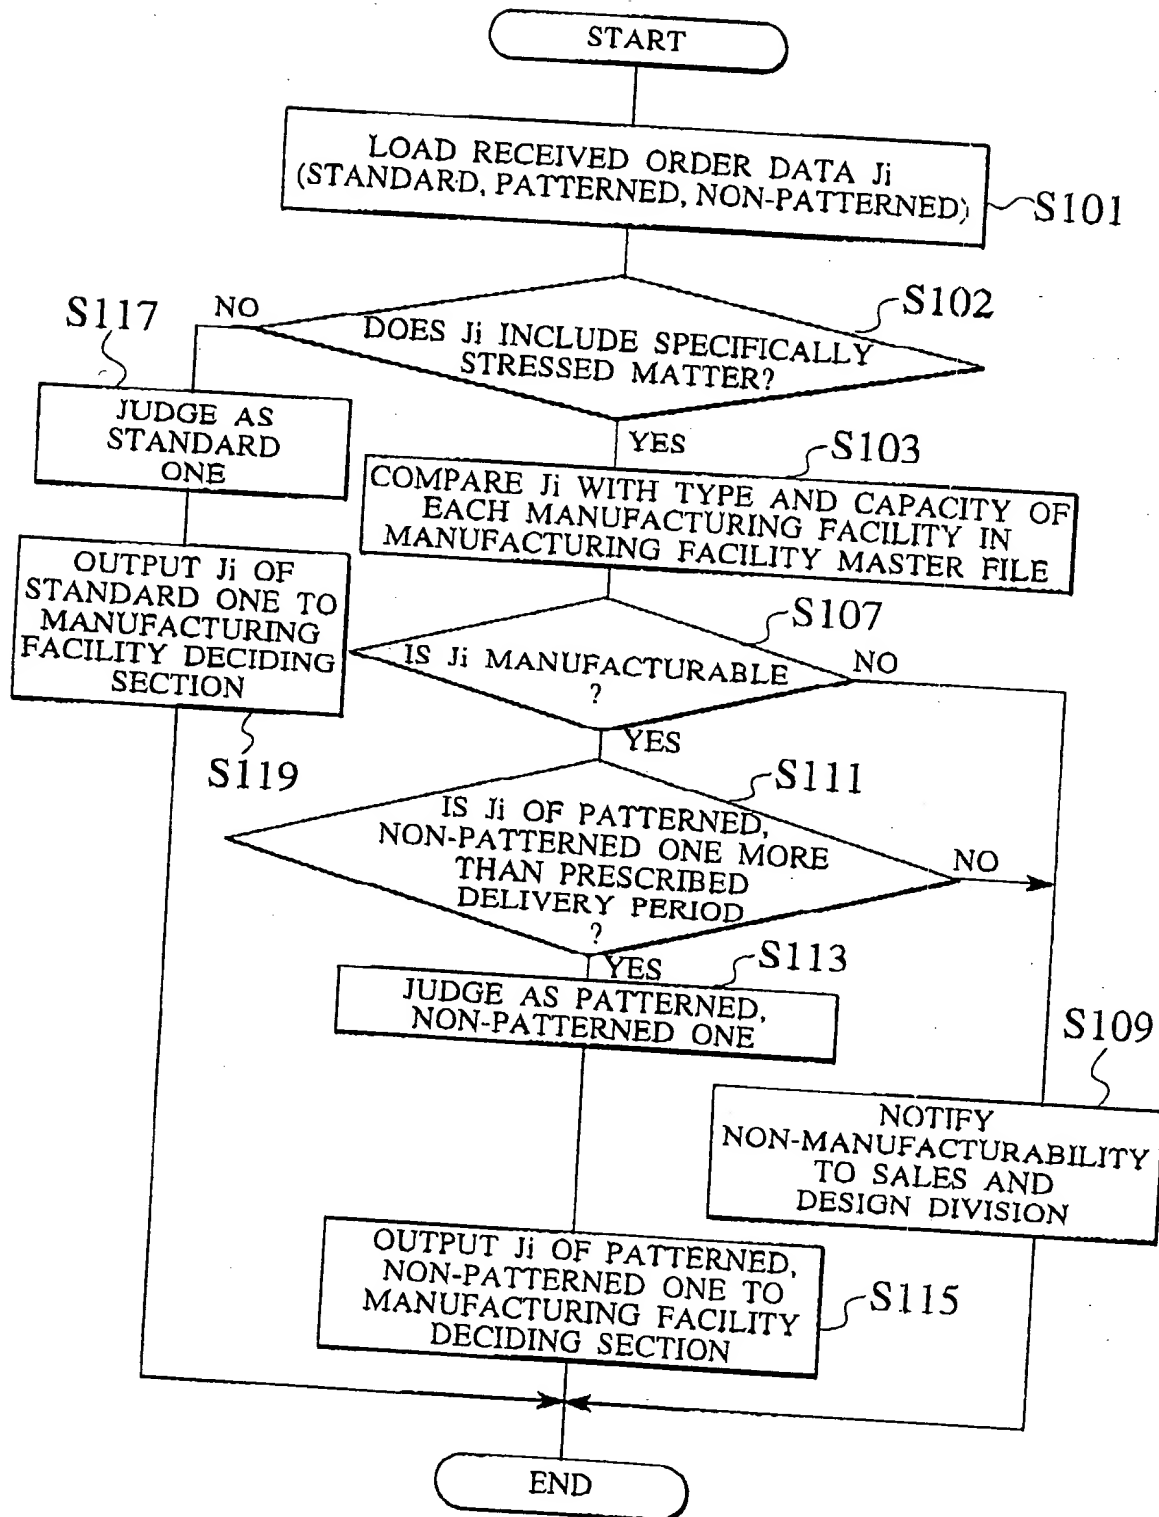 START
LOAD RECEIVED ORDER DATA Ji
(STANDARD, PATTERNED, NON-PATTERNED)
S101
S102
DOES Ji INCLUDE SPECIFICALLY
STRESSED MATTER?
NO
S117
JUDGE AS
STANDARD
ONE
YES
S103
COMPARE Ji WITH TYPE AND CAPACITY OF
EACH MANUFACTURING FACILITY IN
MANUFACTURING FACILITY MASTER FILE
OUTPUT Ji OF
STANDARD ONE TO
MANUFACTURING
FACILITY DECIDING
SECTION
S119
S107
IS Ji MANUFACTURABLE
?
NO
YES
S111
IS Ji OF PATTERNED,
NON-PATTERNED ONE MORE
THAN PRESCRIBED
DELIVERY PERIOD
?
NO
YES
S113
JUDGE AS PATTERNED,
NON-PATTERNED ONE
S109
NOTIFY
NON-MANUFACTURABILITY
TO SALES AND
DESIGN DIVISION
OUTPUT Ji OF PATTERNED,
NON-PATTERNED ONE TO
MANUFACTURING FACILITY
DECIDING SECTION
S115
END